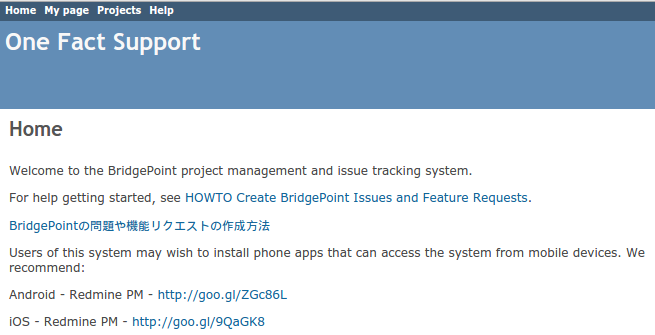 Home My page Projects Help
One Fact Support
Home
Welcome to the BridgePoint project management and issue tracking system.
For help getting started, see HOWTO Create BridgePoint Issues and Feature Requests.
BridgePointの問題や機能リクエストの作成方法
Users of this system may wish to install phone apps that can access the system from mobile devices. We
recommend:
Android - Redmine PM - http://goo.gl/ZGc86L
iOS - Redmine PM - http://goo.gl/9QaGK8